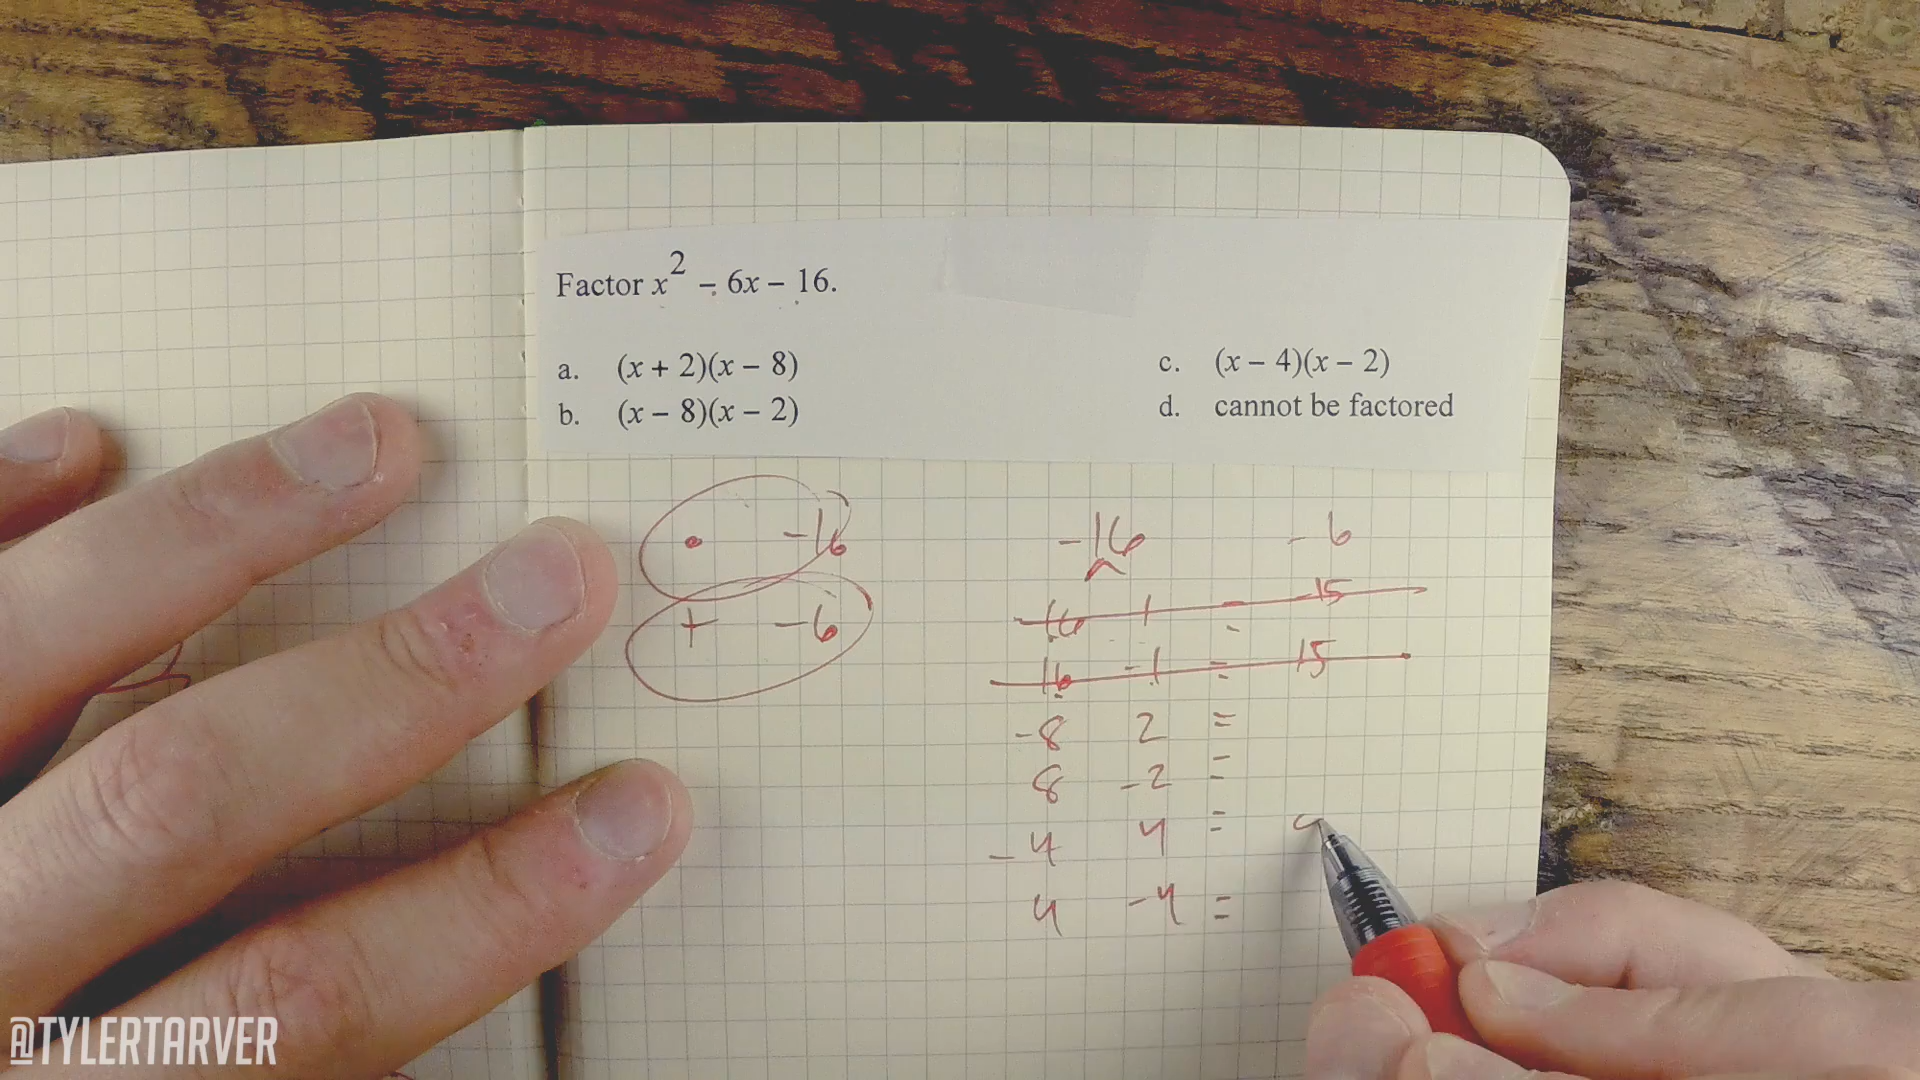 Factor x² - 6x - 16.
a. (x + 2)(x - 8)
c. (x - 4)(x - 2)
b. (x - 8)(x - 2)
d. cannot be factored
• -16
+ -6
-16 -6
-16 1 = -15
16 -1 = 15
-8 2 =
8 -2 =
-4 4 =
4 -4 =
@TYLERTARVER